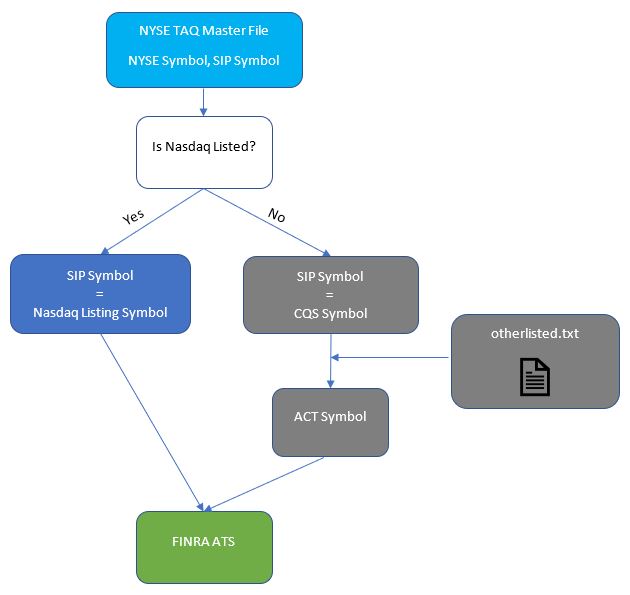 NYSE TAQ Master File
NYSE Symbol, SIP Symbol
Is Nasdaq Listed?
Yes
No
SIP Symbol
=
Nasdaq Listing Symbol
SIP Symbol
=
CQS Symbol
otherlisted.txt
ACT Symbol
FINRA ATS